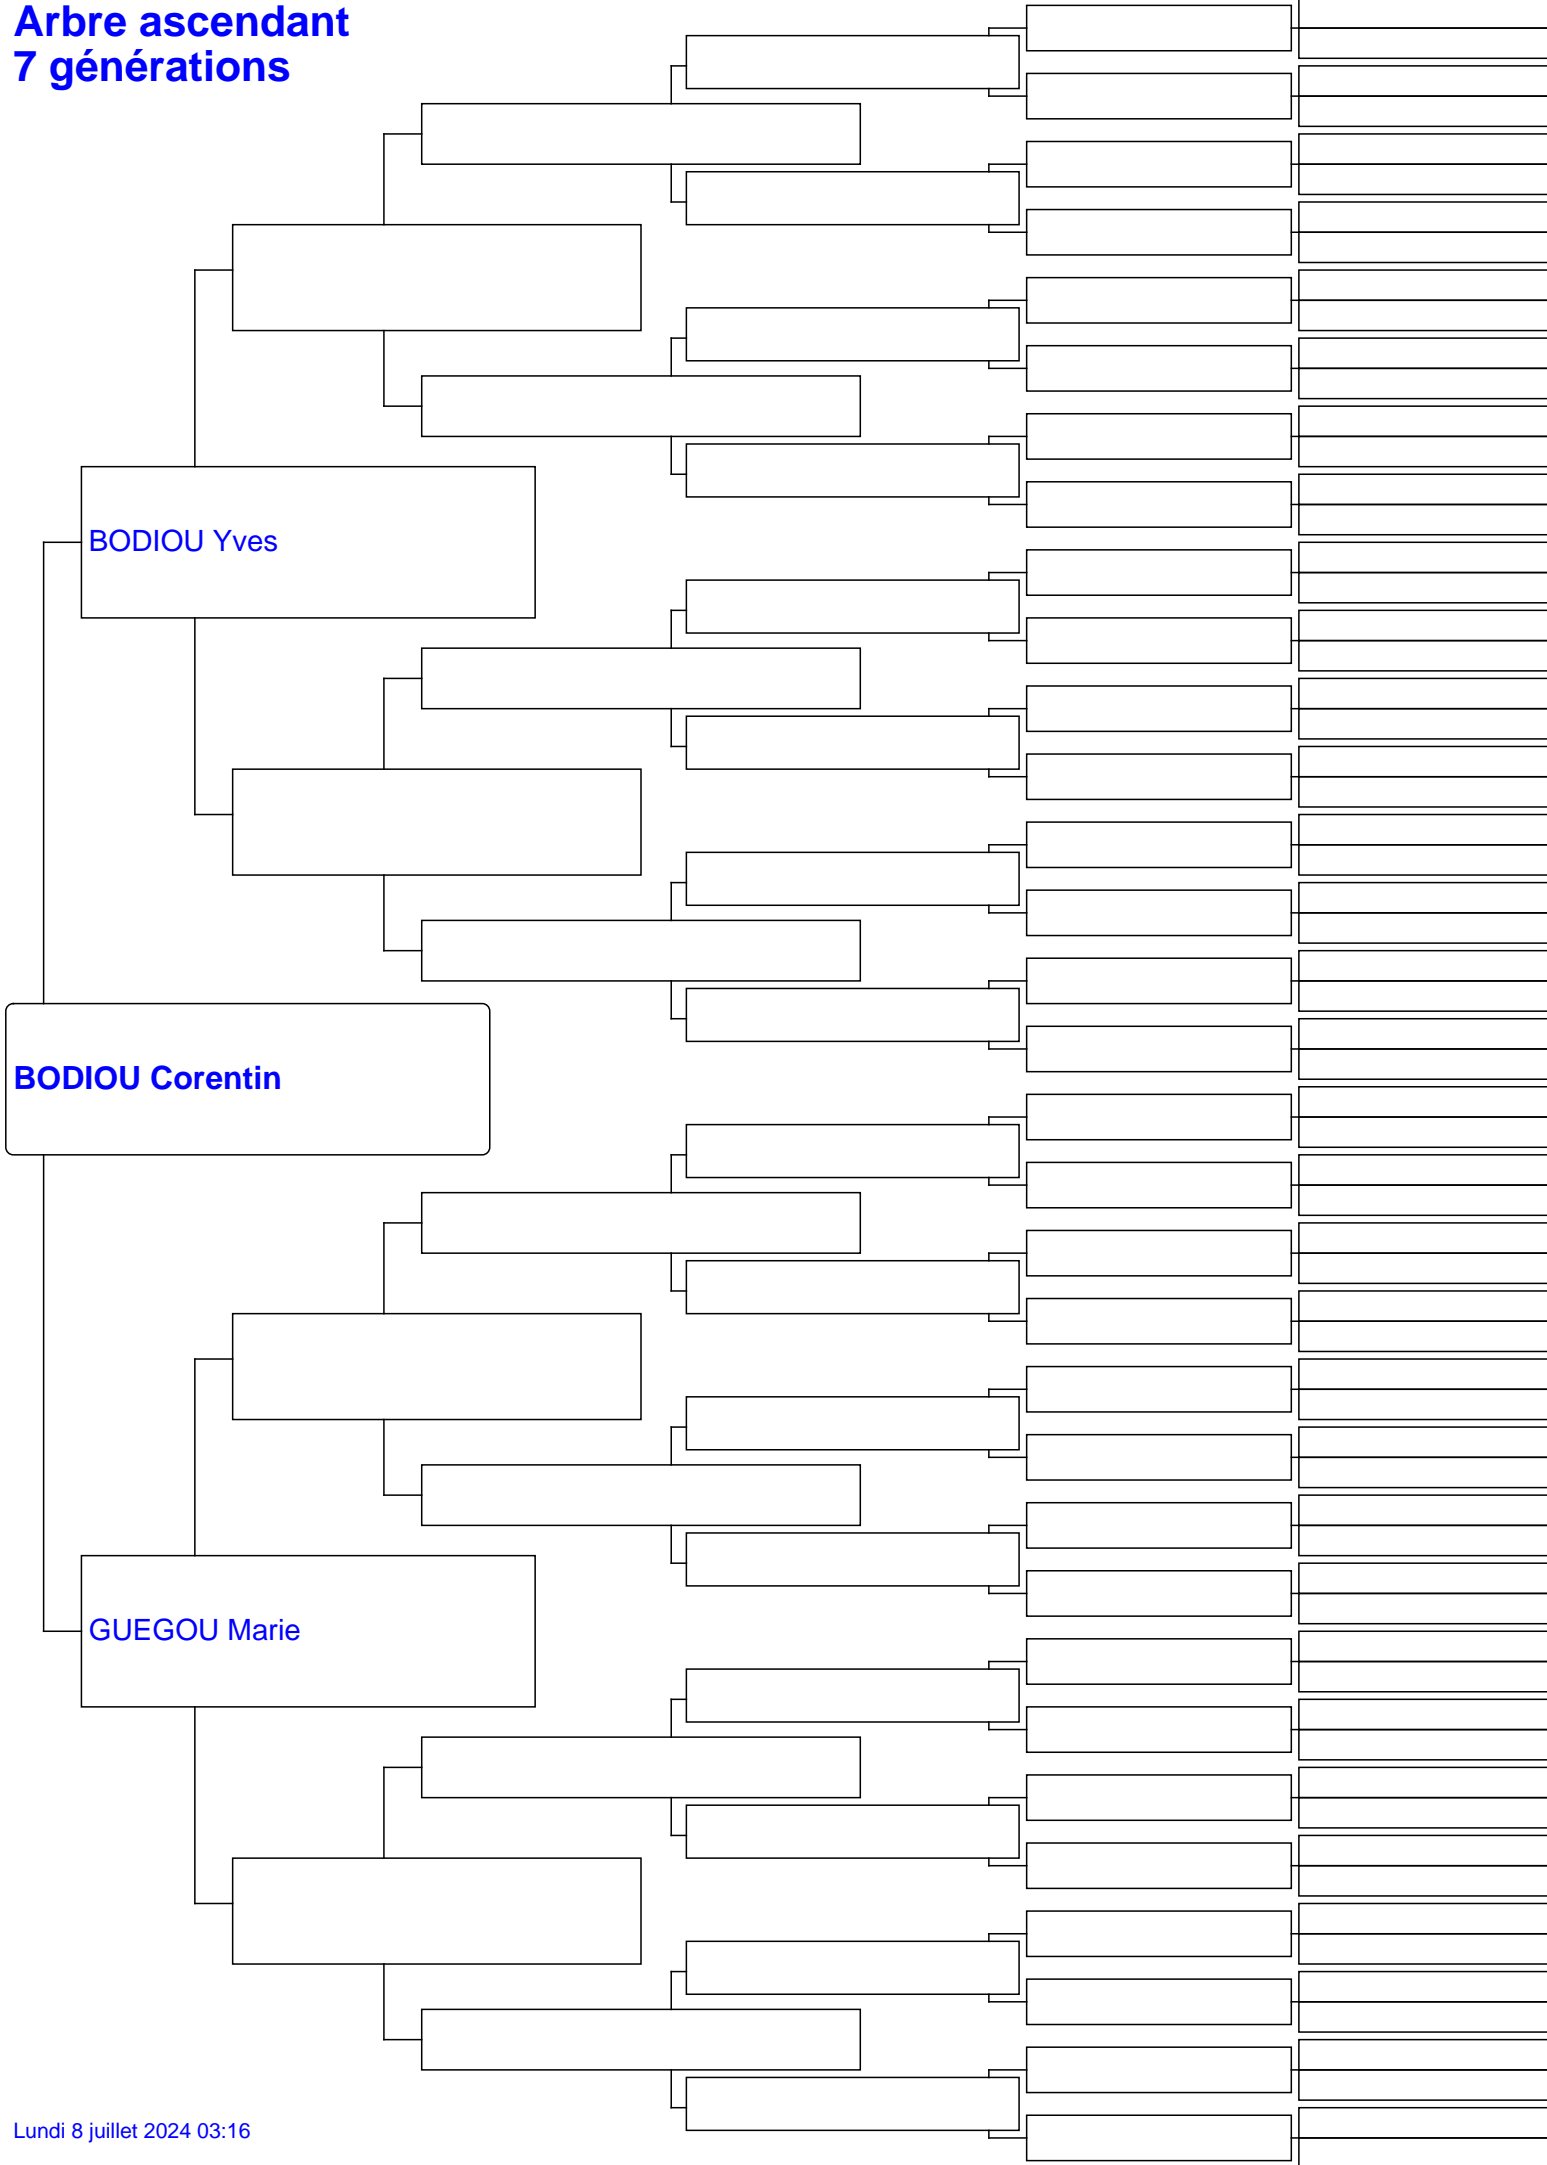 Arbre ascendant
7 générations
BODIOU Yves
BODIOU Corentin
GUEGOU Marie
Lundi 8 juillet 2024 03:16